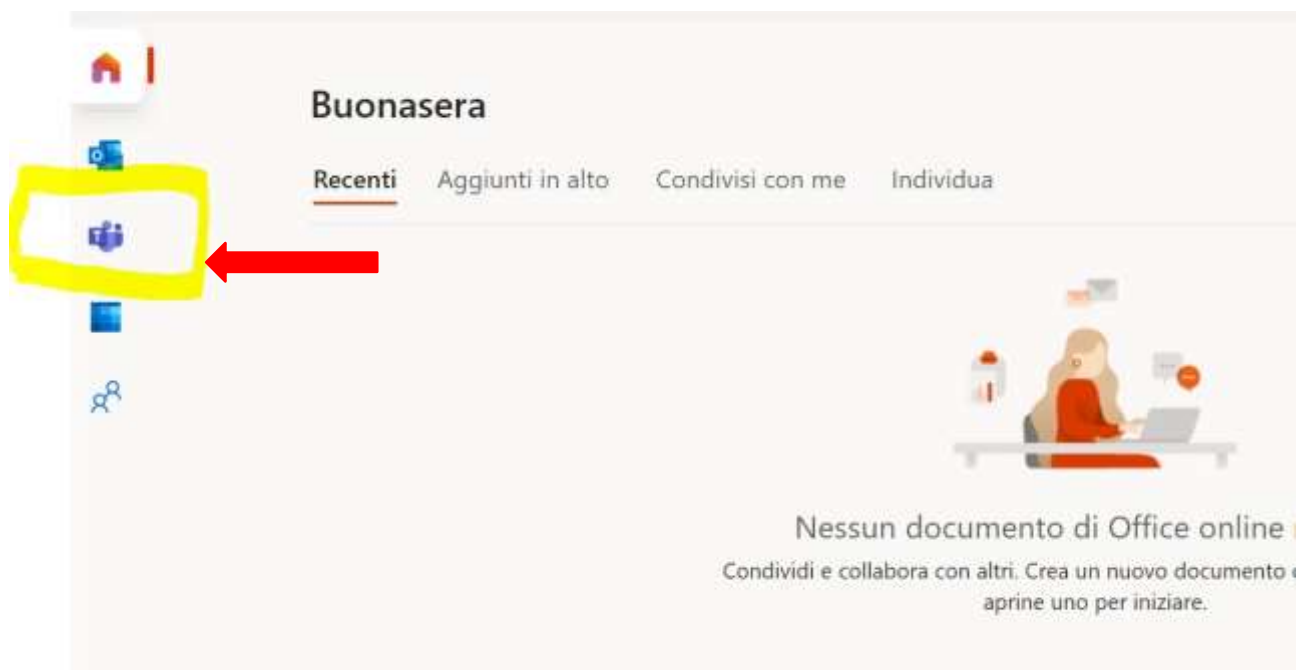 Buonasera
Recenti Aggiunti in alto Condivisi con me Individua
Nessun documento di Office online
Condividi e collabora con altri. Crea un nuovo documento
aprine uno per iniziare.